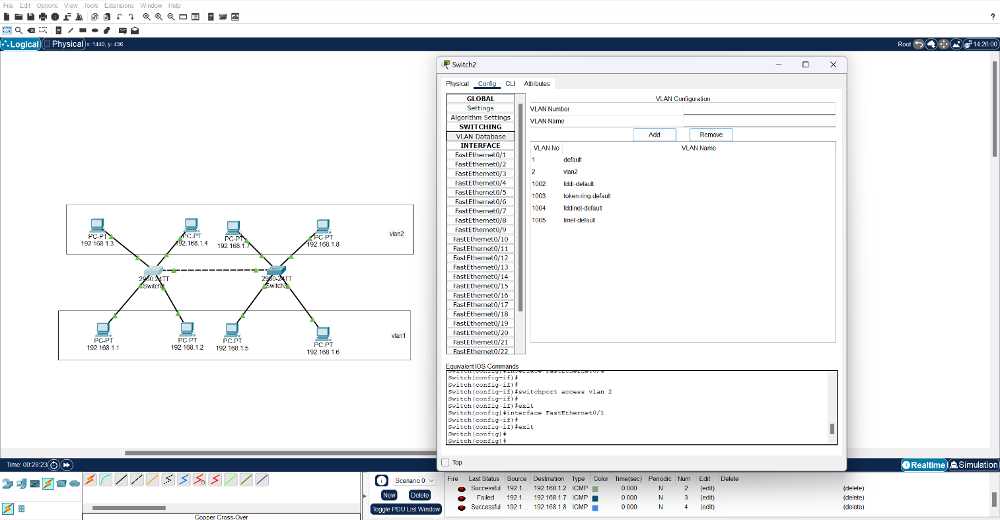 File Edit Options View Tools Extensions Window Help
?
Logical Physical x: 1440, y: 436
Root 14:26:00
PC-PT
192.168.1.3
PC-PT
192.168.1.4
PC-PT
192.168.1.7
PC-PT
192.168.1.8
vlan2
2960-24TT
Switch2
2960-24TT
Switch3
PC-PT
192.168.1.1
PC-PT
192.168.1.2
PC-PT
192.168.1.5
PC-PT
192.168.1.6
vlan1
Switch2
Physical Config CLI Attributes
GLOBAL
Settings
Algorithm Settings
SWITCHING
VLAN Database
INTERFACE
FastEthernet0/1
FastEthernet0/2
FastEthernet0/3
FastEthernet0/4
FastEthernet0/5
FastEthernet0/6
FastEthernet0/7
FastEthernet0/8
FastEthernet0/9
FastEthernet0/10
FastEthernet0/11
FastEthernet0/12
FastEthernet0/13
FastEthernet0/14
FastEthernet0/15
FastEthernet0/16
FastEthernet0/17
FastEthernet0/18
FastEthernet0/19
FastEthernet0/20
FastEthernet0/21
FastEthernet0/22
VLAN Configuration
VLAN Number
VLAN Name
Add Remove
VLAN No VLAN Name
1 default
2 vlan2
1002 fddi-default
1003 token-ring-default
1004 fddinet-default
1005 trnet-default
Equivalent IOS Commands
Switch(config)#interface FastEthernet0/4
Switch(config-if)#
Switch(config-if)#
Switch(config-if)#switchport access vlan 2
Switch(config-if)#
Switch(config-if)#exit
Switch(config)#interface FastEthernet0/1
Switch(config-if)#
Switch(config-if)#exit
Switch(config)#
Switch(config)#
Top
Time: 00:28:23
Realtime Simulation
Copper Cross-Over
Scenario 0
New Delete
Toggle PDU List Window
Fire Last Status Source Destination Type Color Time(sec) Periodic Num Edit Delete
Successful 192.1... 192.168.1.2 ICMP 0.000 N 2 (edit) (delete)
Failed 192.1... 192.168.1.7 ICMP 0.000 N 3 (edit) (delete)
Successful 192.1... 192.168.1.8 ICMP 0.000 N 4 (edit) (delete)